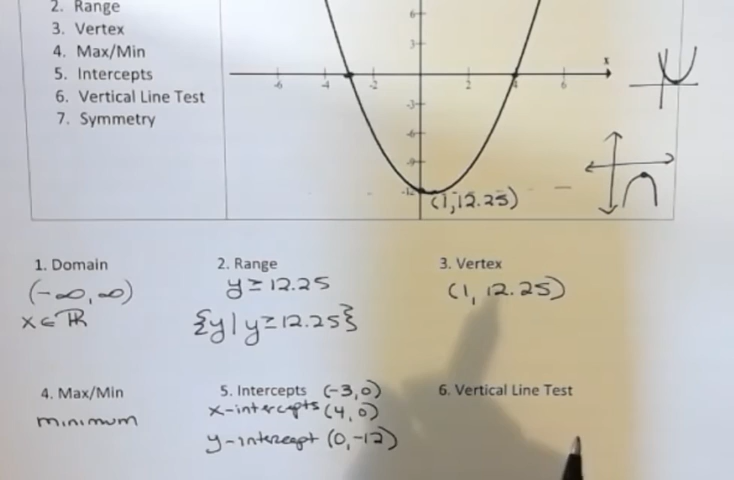 2. Range
3. Vertex
4. Max/Min
5. Intercepts
6. Vertical Line Test
7. Symmetry
6
3
x
-6
-4
-2
2
4
6
-3
-6
-9
-12
(1,12.25)
1. Domain
(-∞,∞)
x∈ℝ
2. Range
y≥12.25
{y|y≥12.25}
3. Vertex
(1, 12.25)
4. Max/Min
minimum
5. Intercepts (-3,0)
x-intercepts (4,0)
y-intercept (0,-12)
6. Vertical Line Test